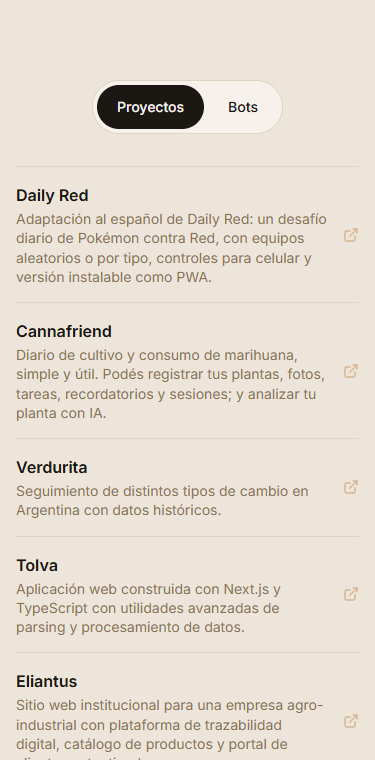 Proyectos
Bots
Daily Red
Adaptación al español de Daily Red: un desafío
diario de Pokémon contra Red, con equipos
aleatorios o por tipo, controles para celular y
versión instalable como PWA.
Cannafriend
Diario de cultivo y consumo de marihuana,
simple y útil. Podés registrar tus plantas, fotos,
tareas, recordatorios y sesiones; y analizar tu
planta con IA.
Verdurita
Seguimiento de distintos tipos de cambio en
Argentina con datos históricos.
Tolva
Aplicación web construida con Next.js y
TypeScript con utilidades avanzadas de
parsing y procesamiento de datos.
Eliantus
Sitio web institucional para una empresa agro-
industrial con plataforma de trazabilidad
digital, catálogo de productos y portal de